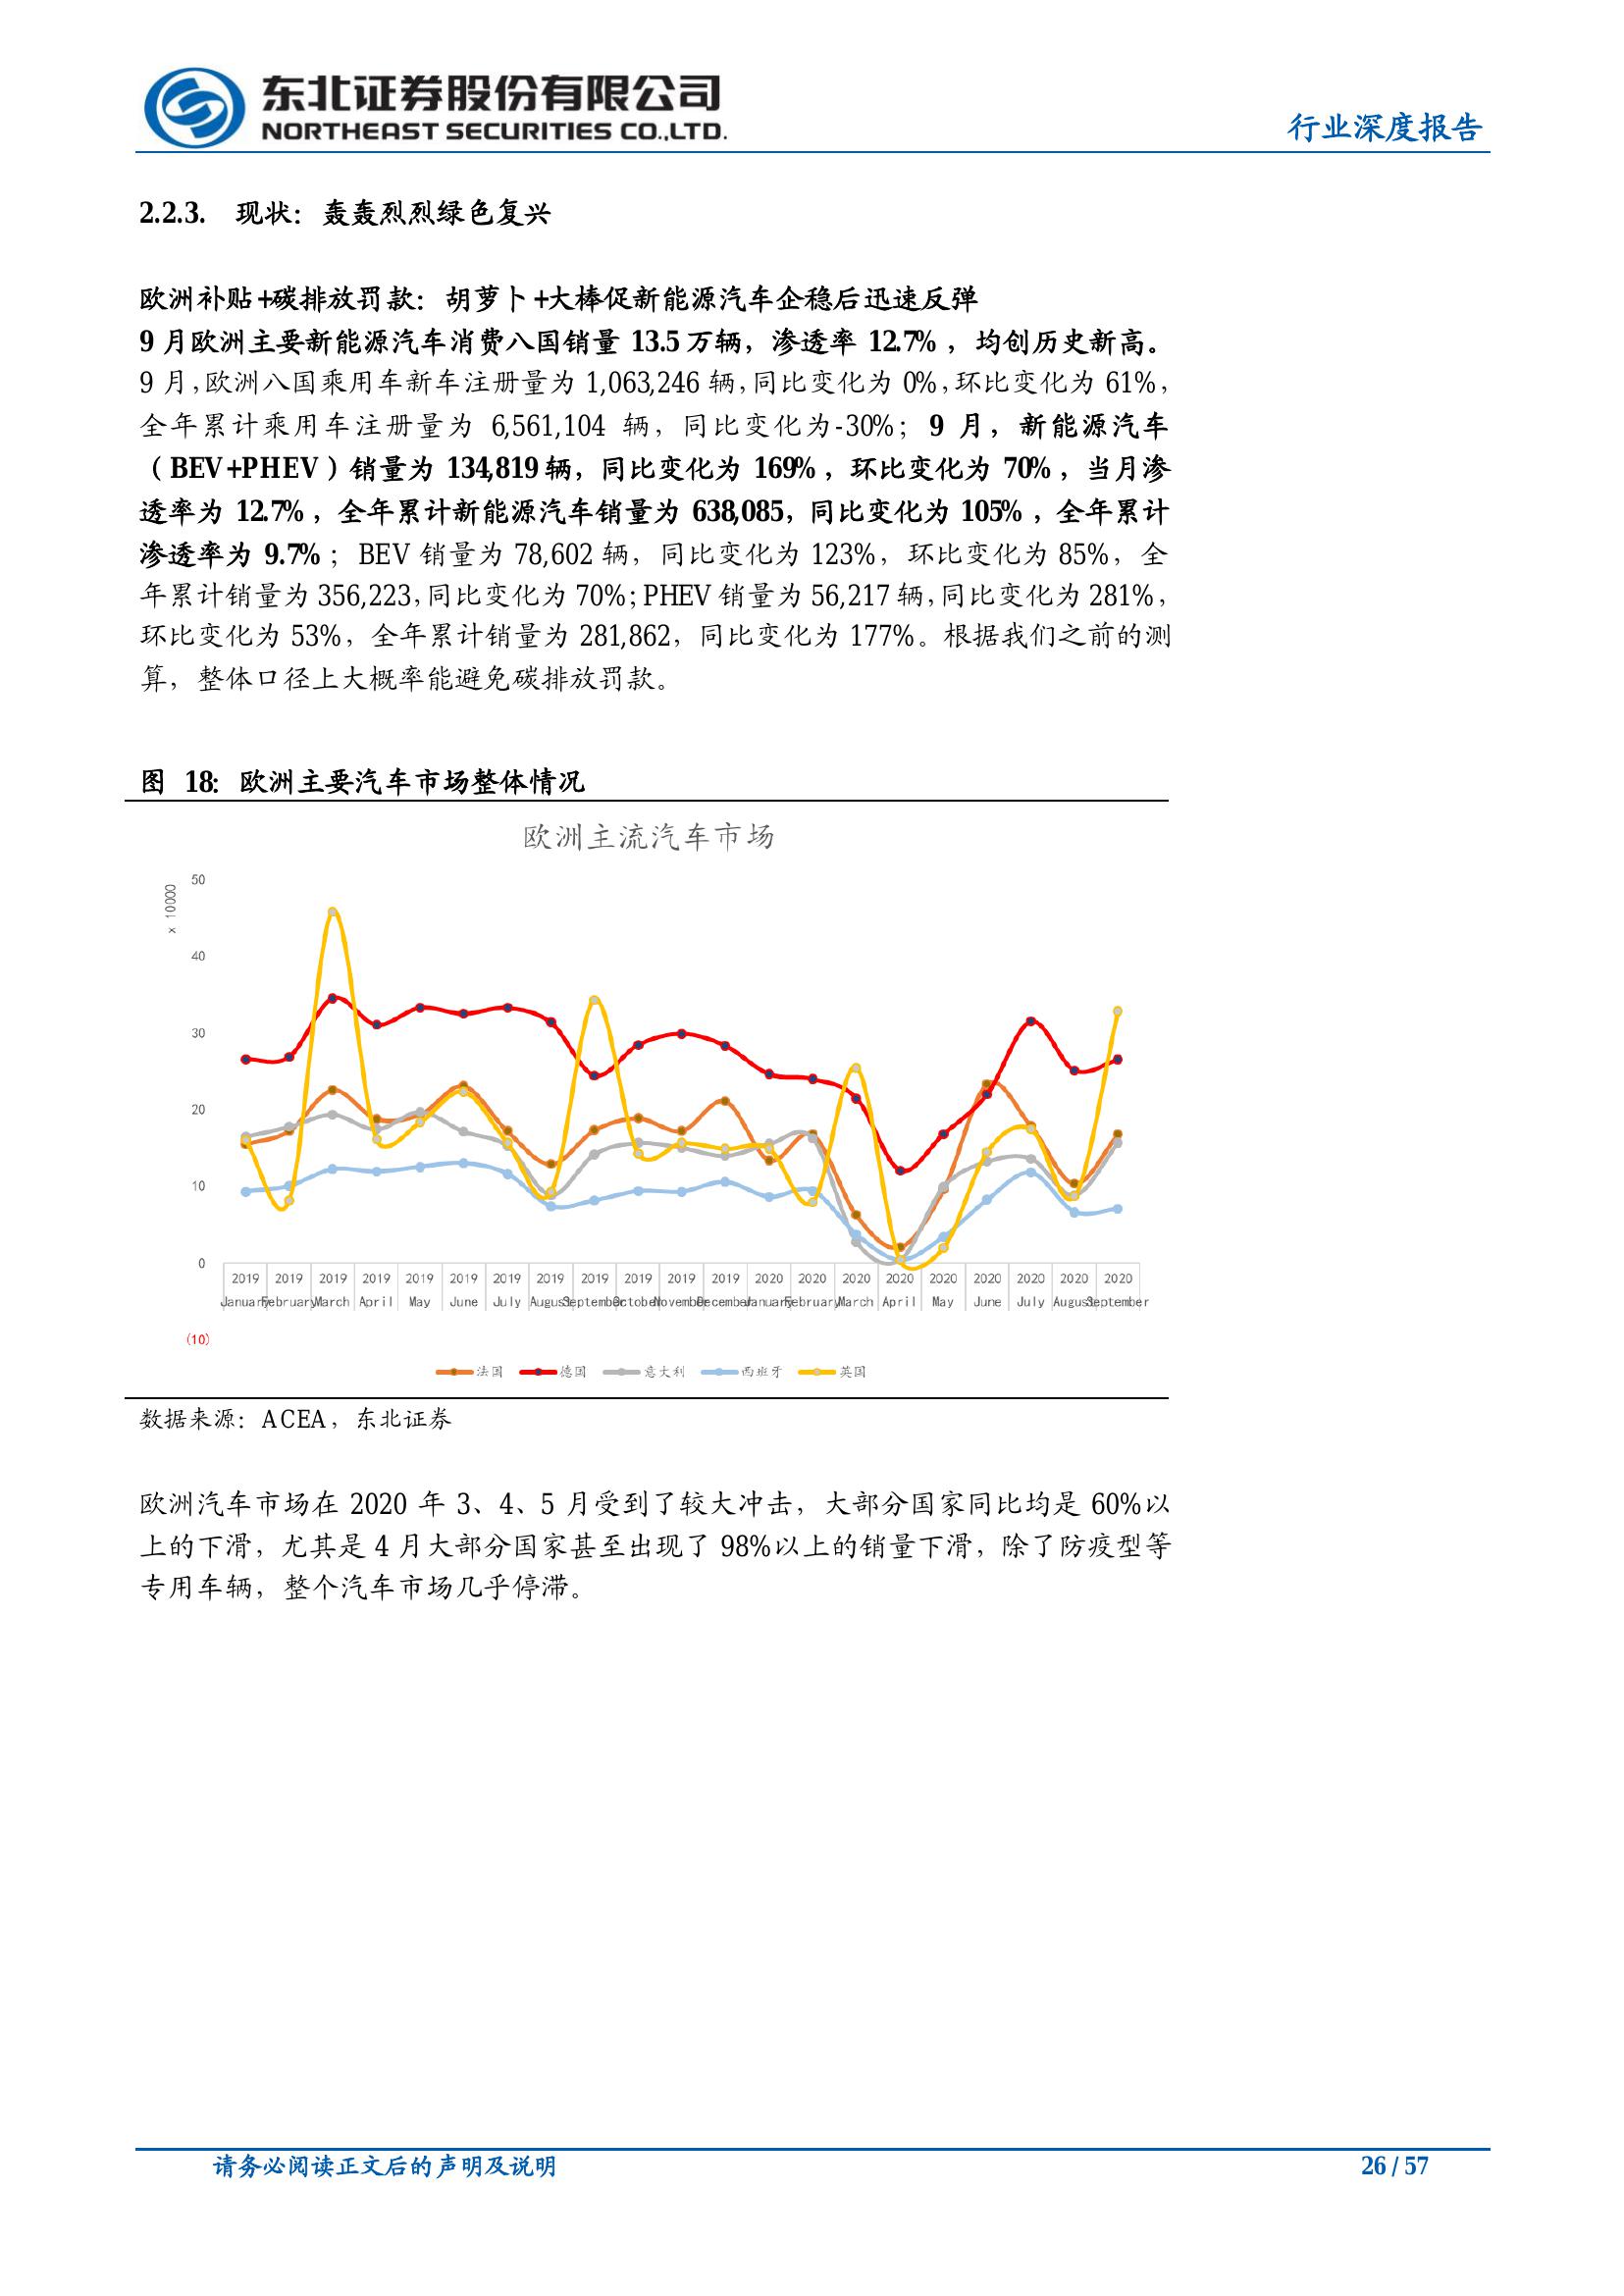 东北证券股份有限公司
NORTHEAST SECURITIES CO.,LTD.
行业深度报告
2.2.3. 现状：轰轰烈烈绿色复兴
欧洲补贴+碳排放罚款：胡萝卜+大棒促新能源汽车企稳后迅速反弹
9 月欧洲主要新能源汽车消费八国销量 13.5 万辆，渗透率 12.7%，均创历史新高。
9 月，欧洲八国乘用车新车注册量为 1,063,246 辆，同比变化为 0%，环比变化为 61%，
全年累计乘用车注册量为 6,561,104 辆，同比变化为-30%；9 月，新能源汽车
（BEV+PHEV）销量为 134,819 辆，同比变化为 169%，环比变化为 70%，当月渗
透率为 12.7%，全年累计新能源汽车销量为 638,085，同比变化为 105%，全年累计
渗透率为 9.7%；BEV 销量为 78,602 辆，同比变化为 123%，环比变化为 85%，全
年累计销量为 356,223，同比变化为 70%；PHEV 销量为 56,217 辆，同比变化为 281%，
环比变化为 53%，全年累计销量为 281,862，同比变化为 177%。根据我们之前的测
算，整体口径上大概率能避免碳排放罚款。
图 18：欧洲主要汽车市场整体情况
欧洲主流汽车市场
x 10000
50
40
30
20
10
0
2019 2019 2019 2019 2019 2019 2019 2019 2019 2019 2019 2019 2020 2020 2020 2020 2020 2020 2020 2020 2020
January February March April May June July August September October November December January February March April May June July August September
(10)
法国 德国 意大利 西班牙 英国
数据来源：ACEA，东北证券
欧洲汽车市场在 2020 年 3、4、5 月受到了较大冲击，大部分国家同比均是 60%以
上的下滑，尤其是 4 月大部分国家甚至出现了 98%以上的销量下滑，除了防疫型等
专用车辆，整个汽车市场几乎停滞。
请务必阅读正文后的声明及说明
26 / 57